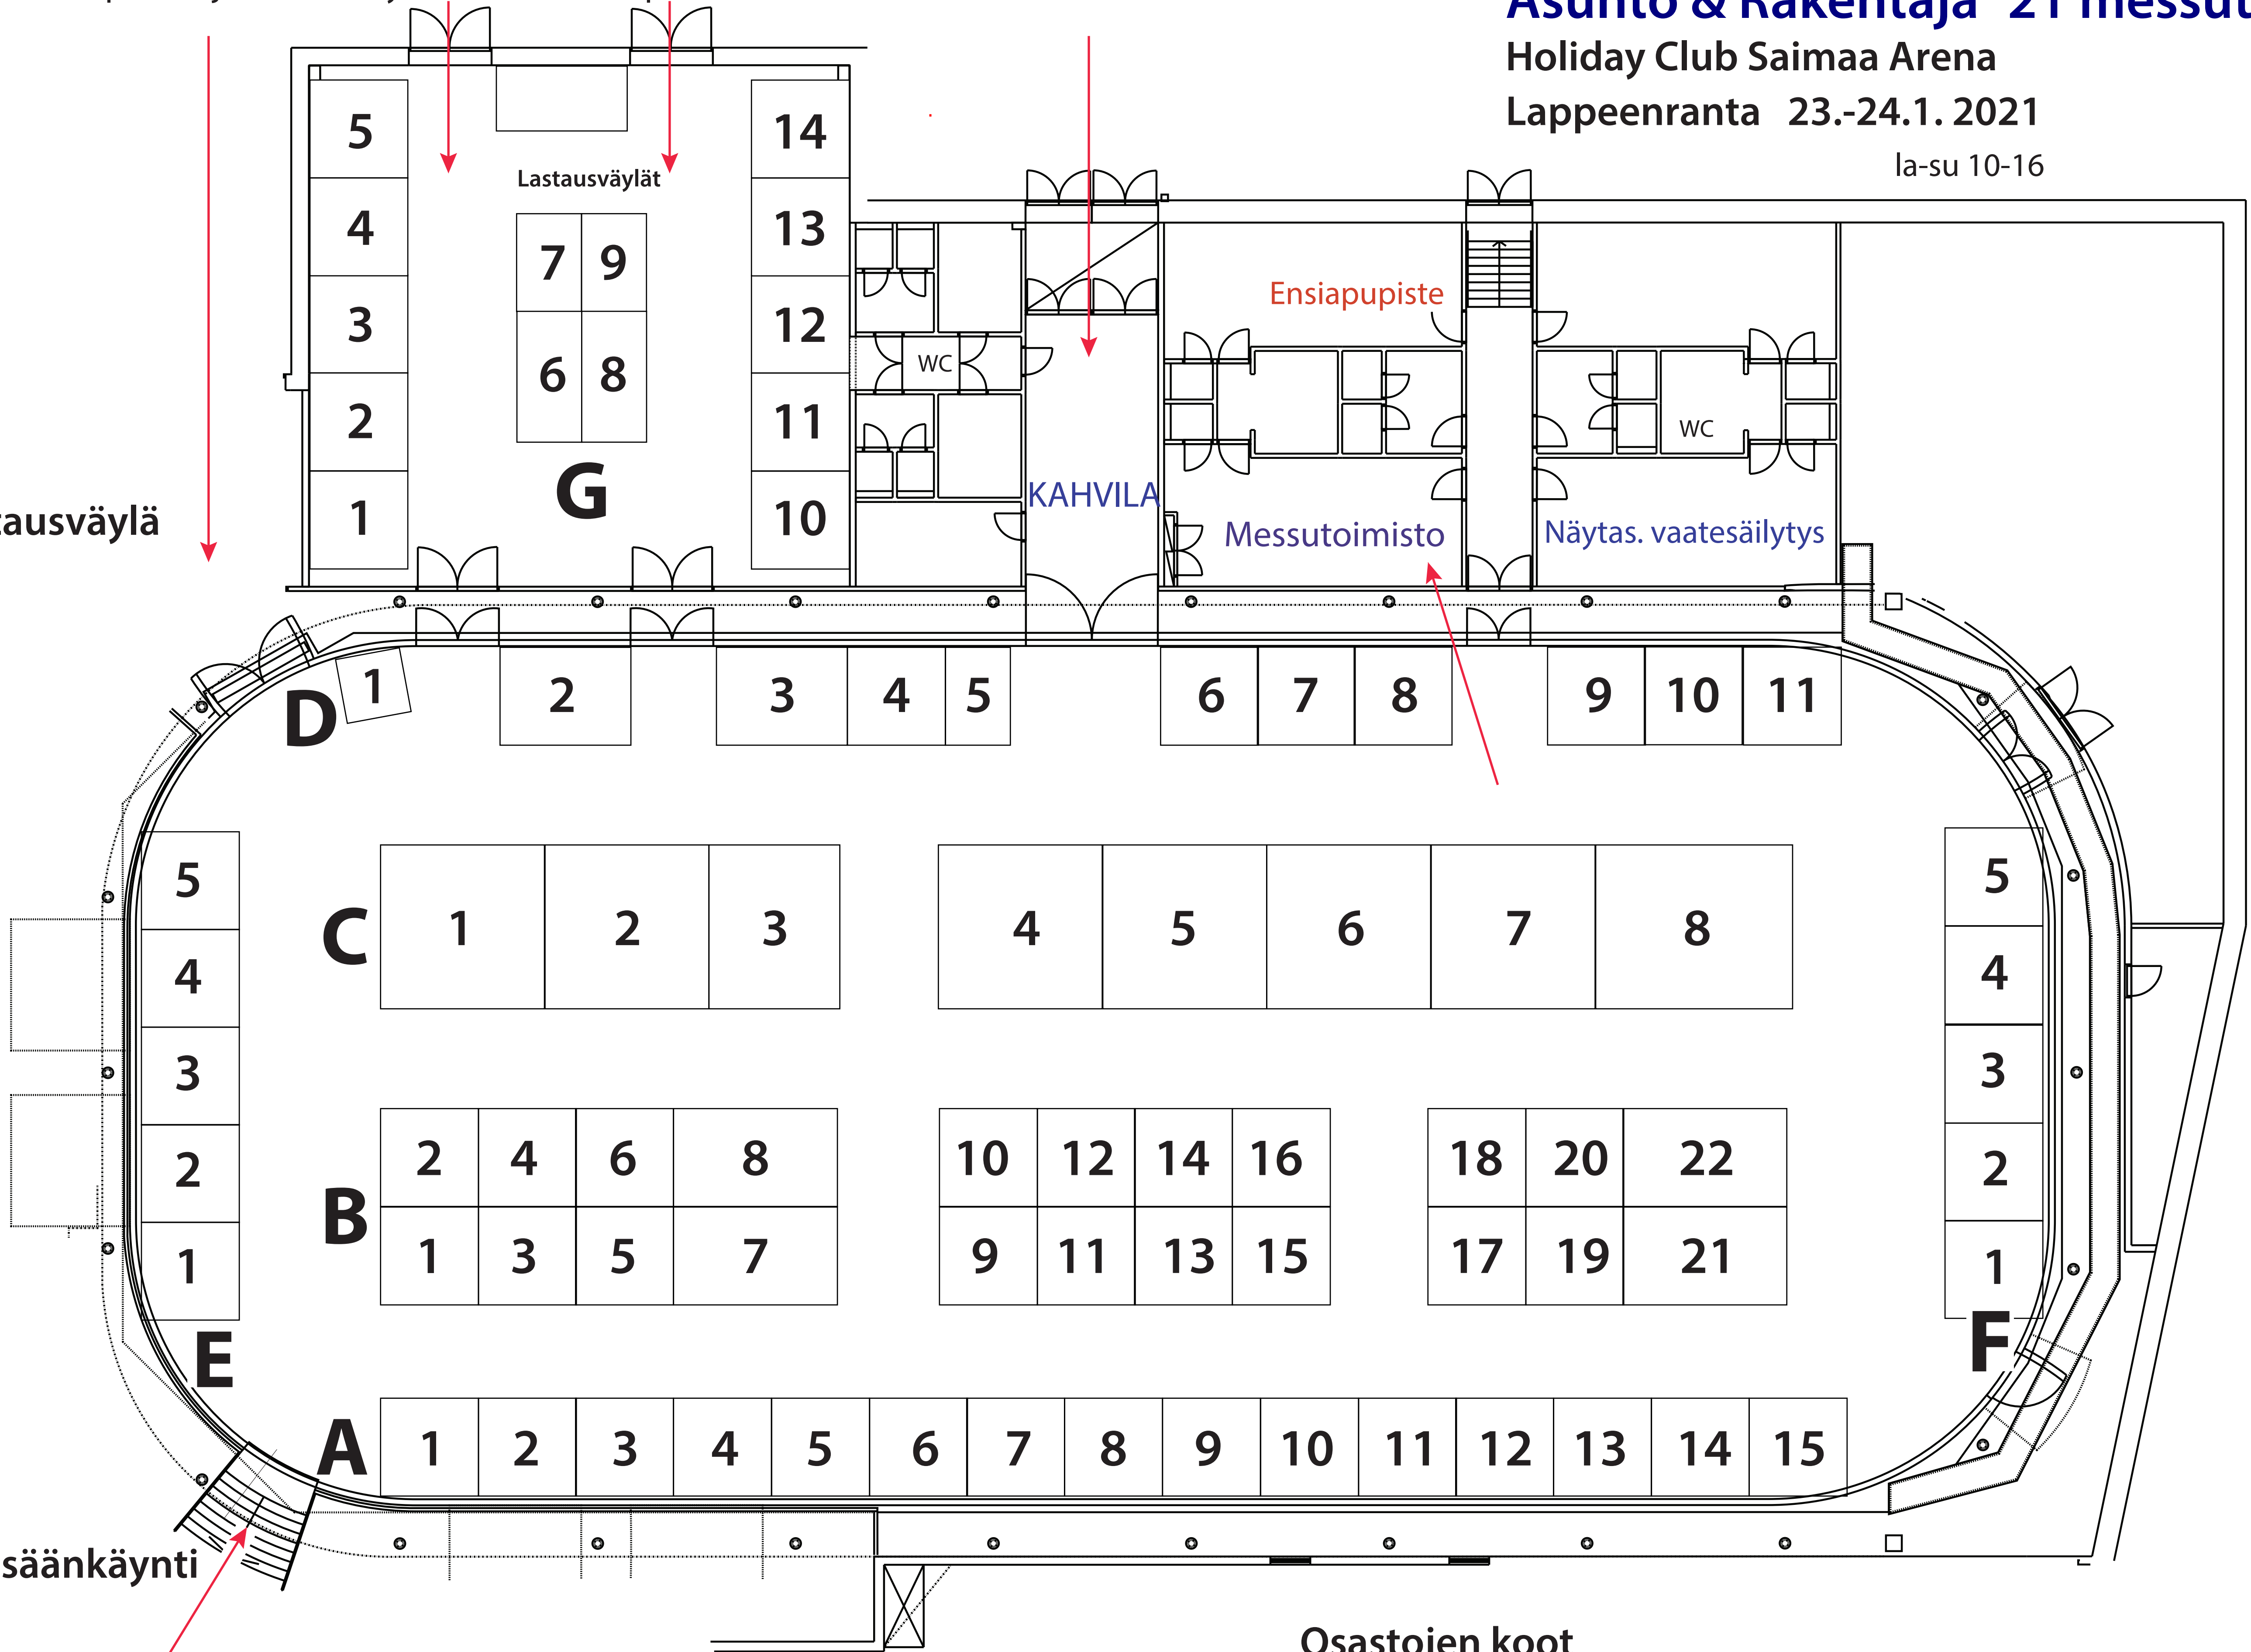 Asunto & Rakentaja 21 messut
Holiday Club Saimaa Arena
Lappeenranta 23.-24.1. 2021
la-su 10-16
5 14
Lastausväylät
4 13
7 9
3 12
6 8
2 11
G
1 10
Ensiapupiste
WC
WC
KAHVILA
Messutoimisto
Näytas. vaatesäilytys
tausväylä
D 1 2 3 4 5 6 7 8 9 10 11
5
4
3
2
1
E
C 1 2 3 4 5 6 7 8
B
2 4 6 8 10 12 14 16 18 20 22
1 3 5 7 9 11 13 15 17 19 21
5
4
3
2
1
F
A 1 2 3 4 5 6 7 8 9 10 11 12 13 14 15
säänkäynti
Osastojen koot